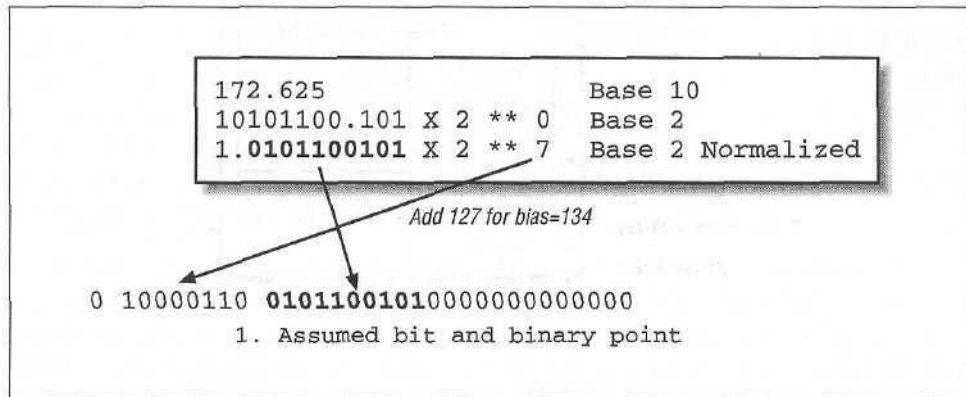 172.625 Base 10
10101100.101 X 2 ** 0 Base 2
1.0101100101 X 2 ** 7 Base 2 Normalized
Add 127 for bias=134
0 10000110 01011001010000000000000
1. Assumed bit and binary point